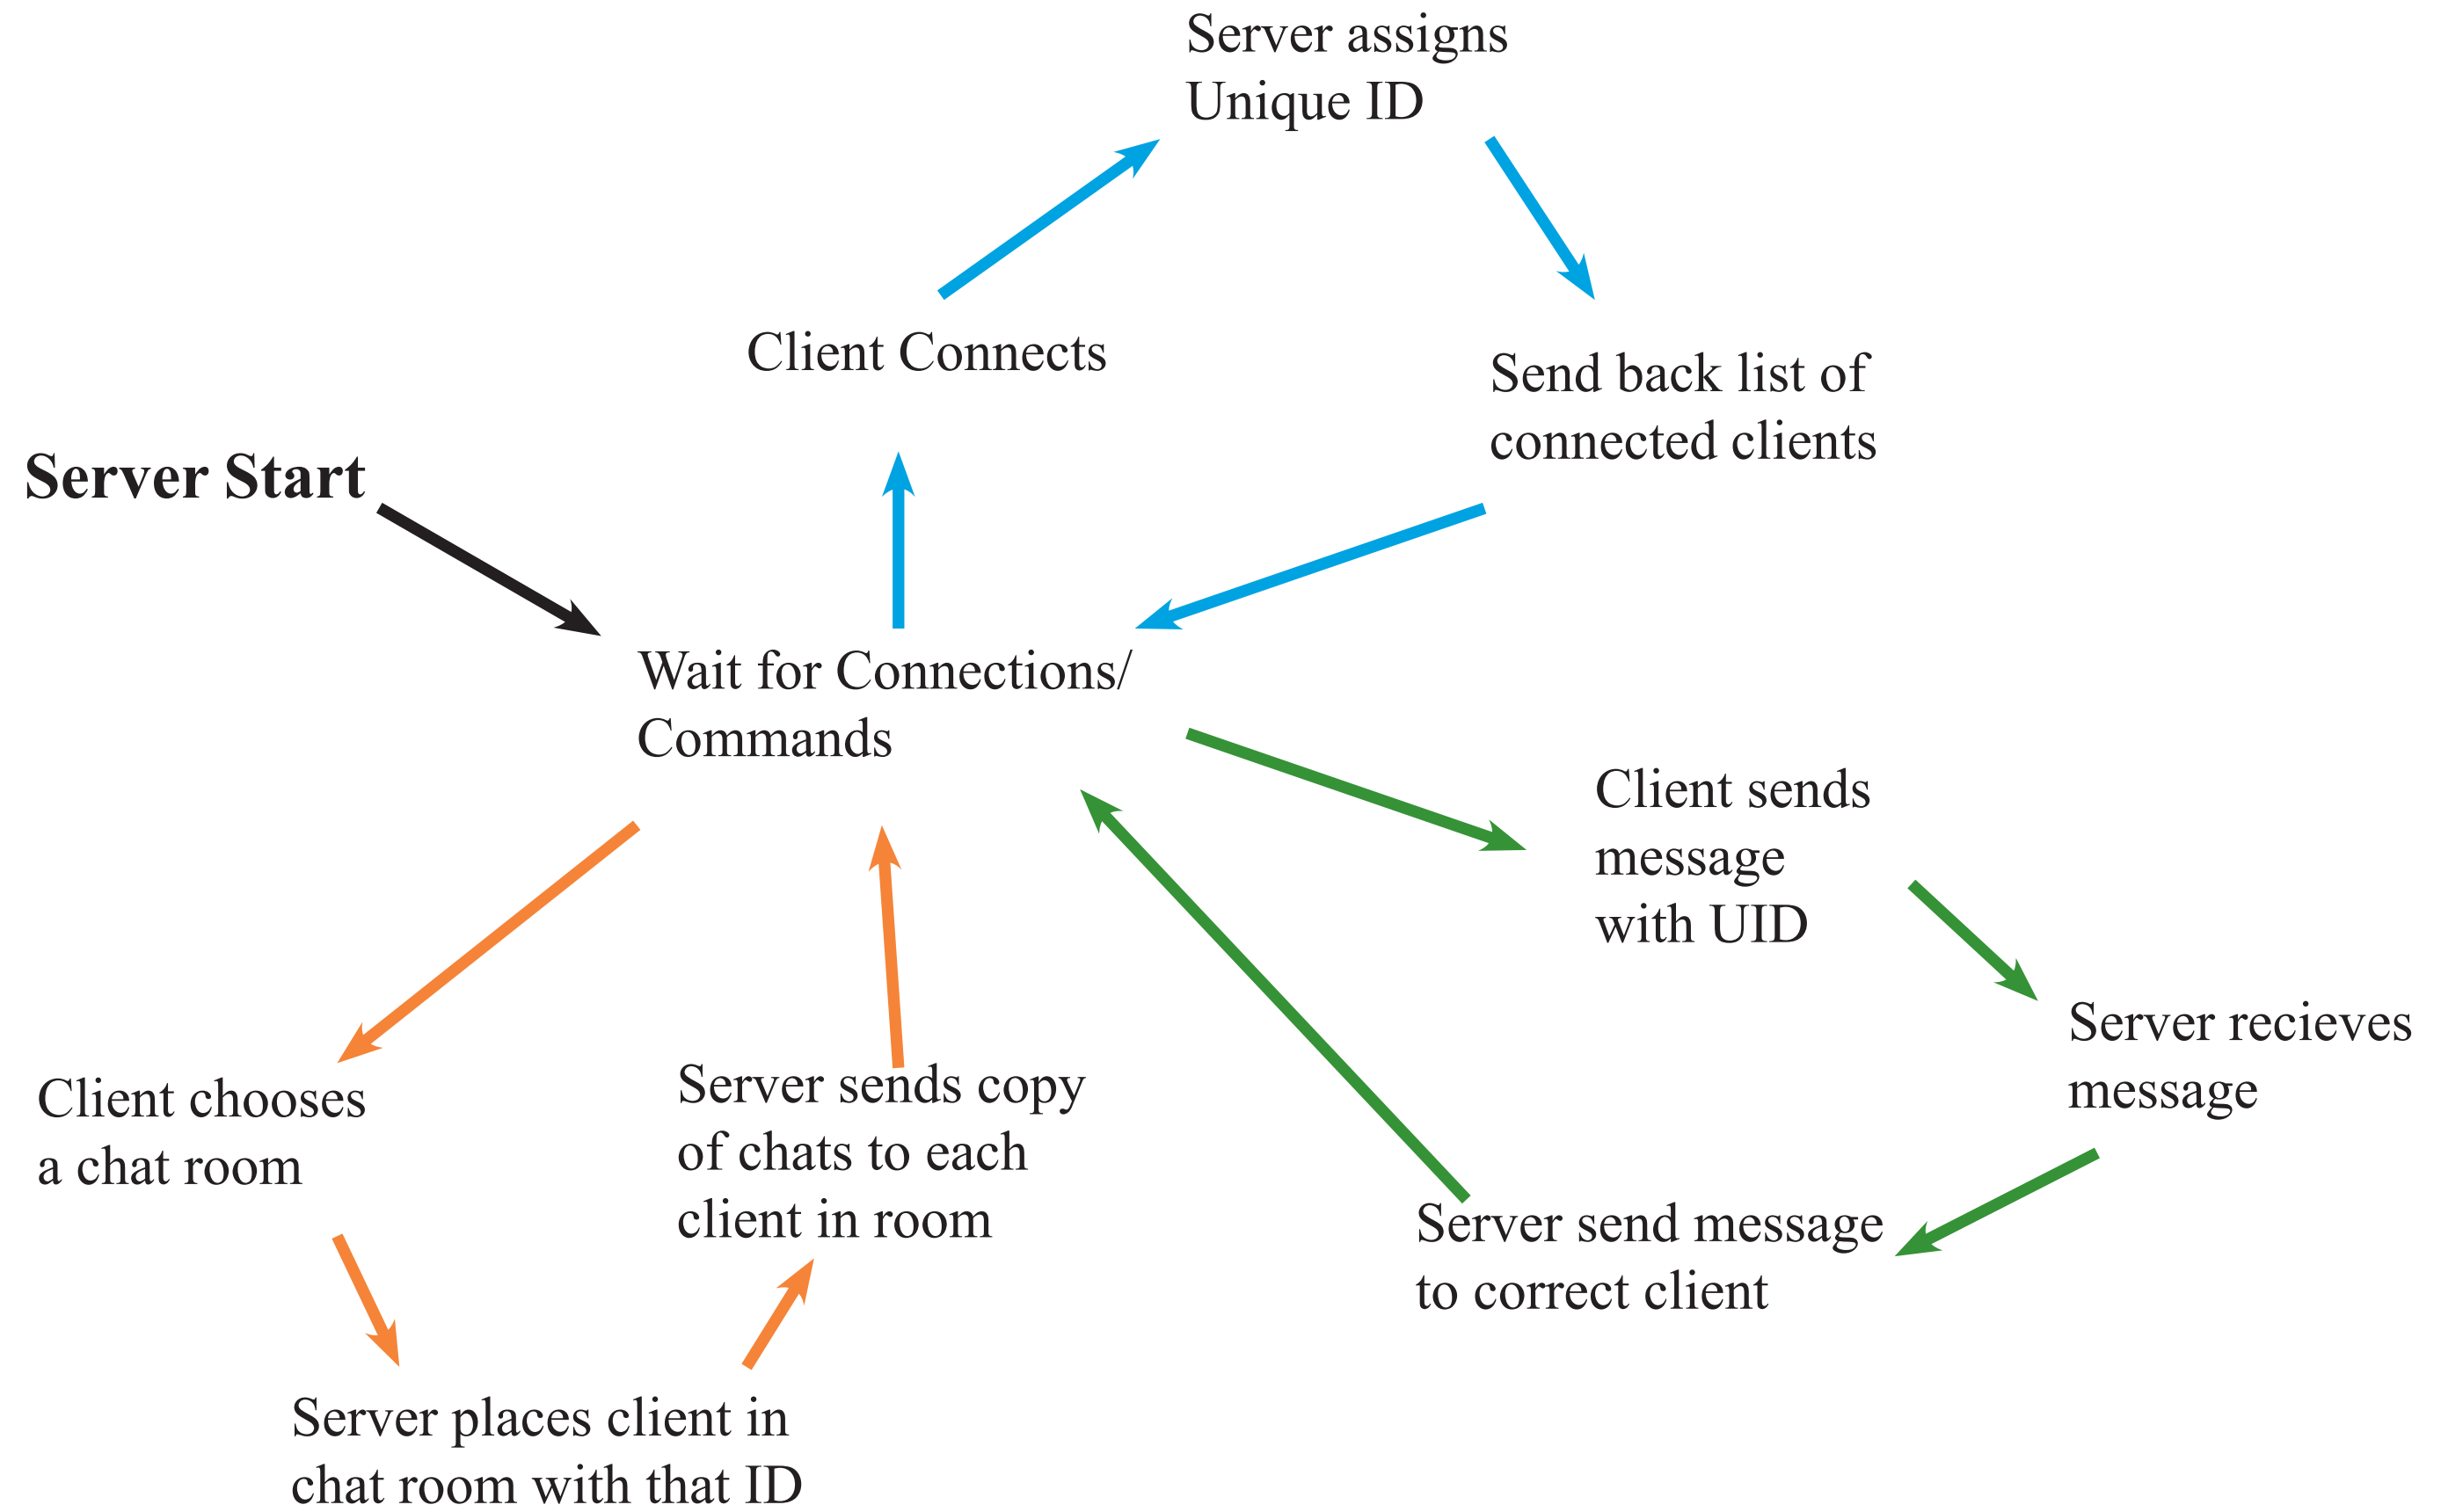 Server assigns
Unique ID
Client Connects
Send back list of
connected clients
Server Start
Wait for Connections/
Commands
Client sends
message
with UID
Server recieves
message
Client chooses
a chat room
Server sends copy
of chats to each
client in room
Server send message
to correct client
Server places client in
chat room with that ID